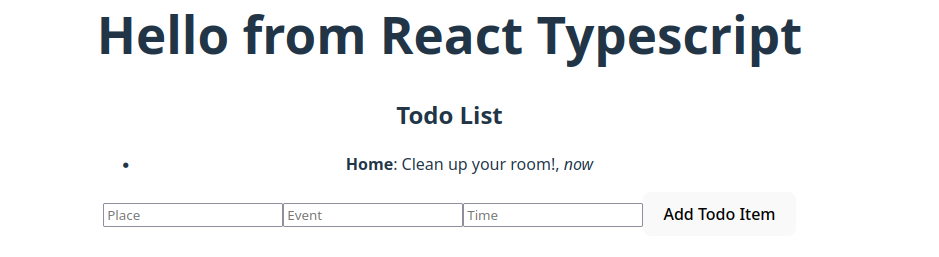 Hello from React Typescript
Todo List
• Home: Clean up your room!, now
Place Event Time Add Todo Item